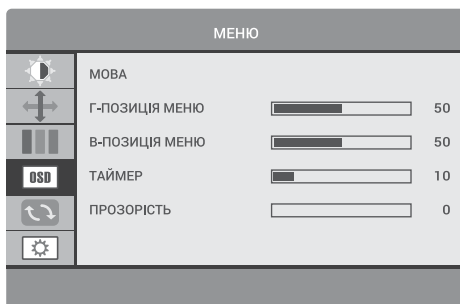 МЕНЮ
МОВА
Г-ПОЗИЦІЯ МЕНЮ 50
В-ПОЗИЦІЯ МЕНЮ 50
OSD ТАЙМЕР 10
ПРОЗОРІСТЬ 0